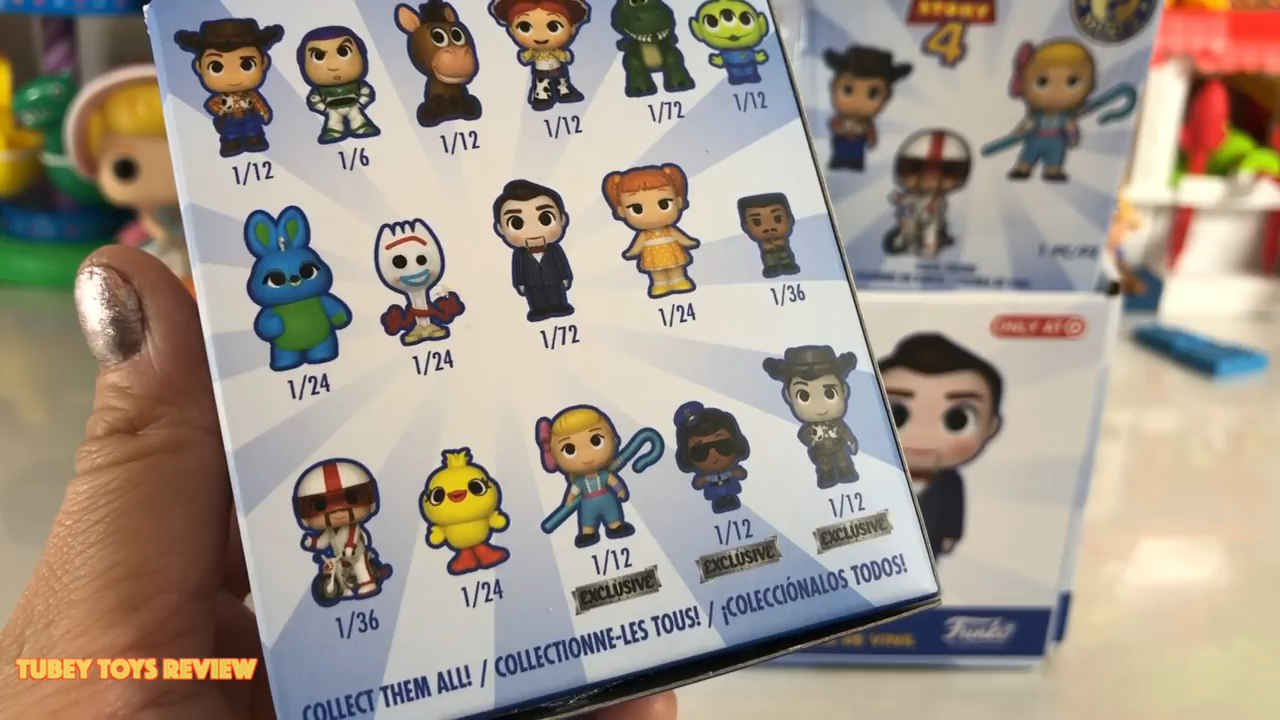 STORY
4
1/12
1/6
1/12
1/12
1/72
1/12
1/24
1/24
1/72
1/24
1/36
1/36
1/24
1/12
EXCLUSIVE
1/12
EXCLUSIVE
1/12
EXCLUSIVE
COLLECT THEM ALL! / COLLECTIONNE-LES TOUS! / ¡COLECCIÓNALOS TODOS!
ONLY AT
Funko
TUBEY TOYS REVIEW